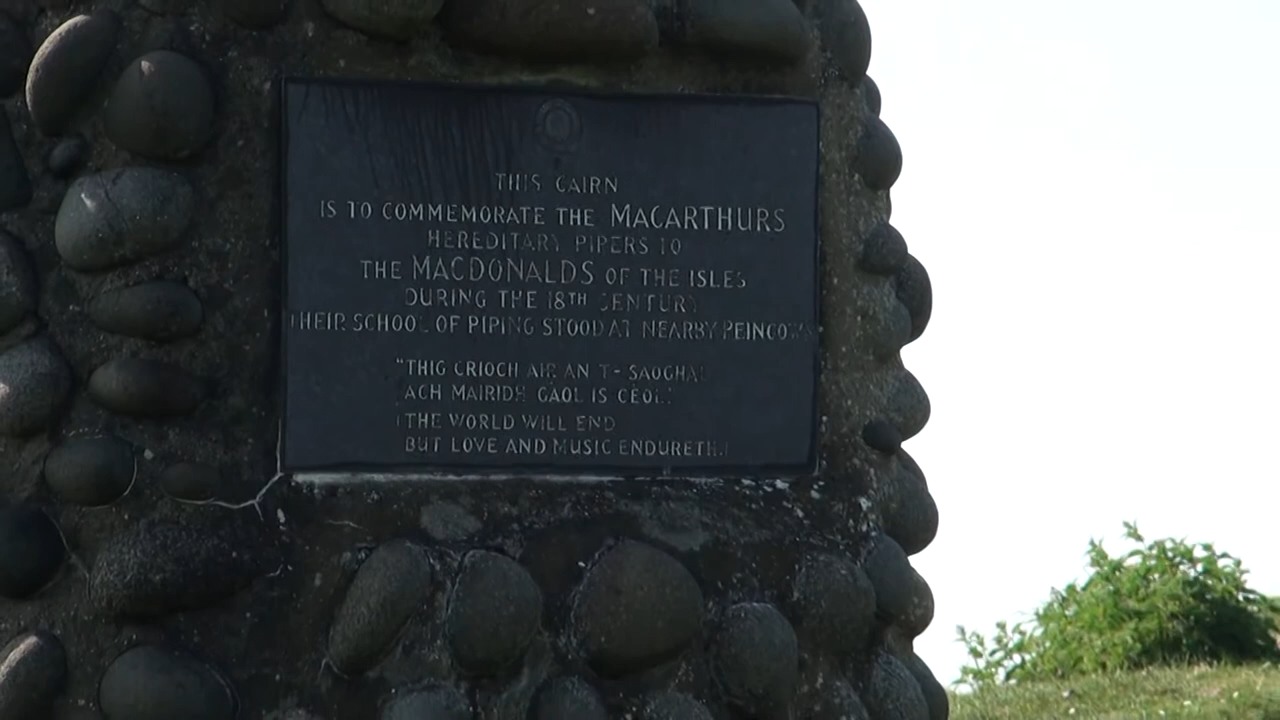 THIS CAIRN
IS TO COMMEMORATE THE MACARTHURS
HEREDITARY PIPERS TO
THE MACDONALDS OF THE ISLES
DURING THE 18TH CENTURY
THEIR SCHOOL OF PIPING STOOD AT NEARBY
"THIG CRIOCH AIR AN T-SAOGHAL
ACH MAIRIDH GAOL IS CEOL.
(THE WORLD WILL END
BUT LOVE AND MUSIC ENDURETH.)